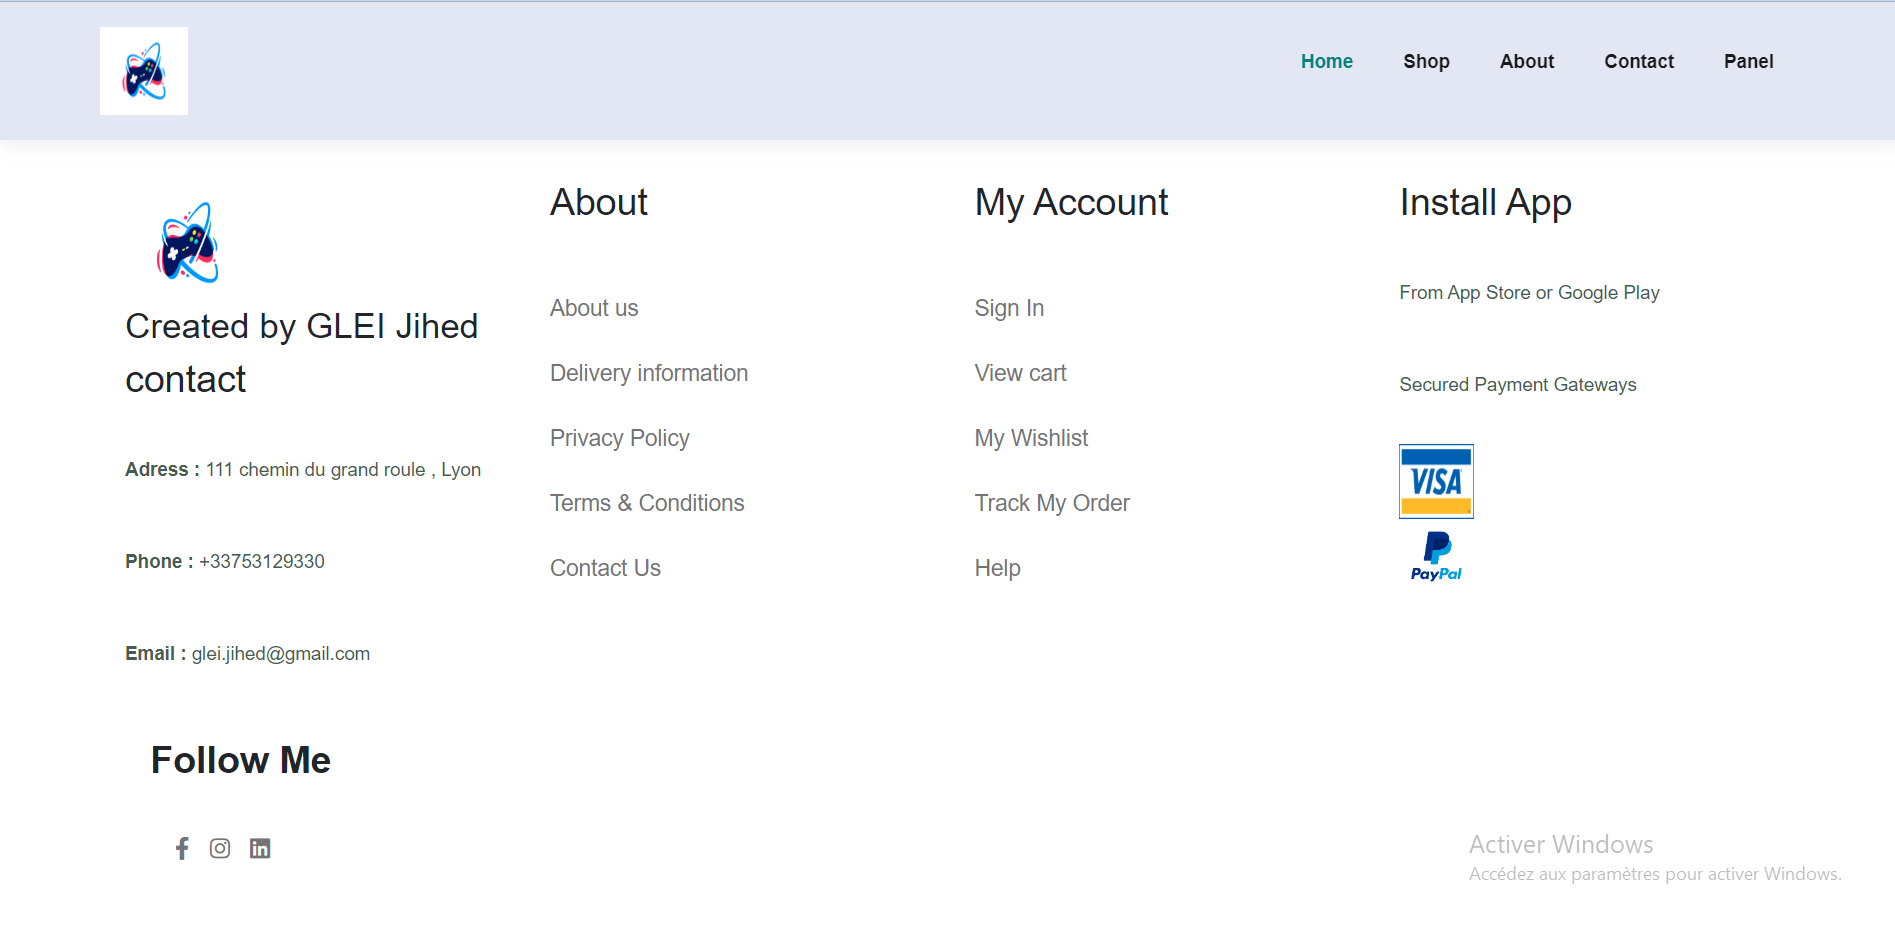 Home Shop About Contact Panel
Created by GLEI Jihed
contact
Adress : 111 chemin du grand roule , Lyon
Phone : +33753129330
Email : glei.jihed@gmail.com
Follow Me
About
About us
Delivery information
Privacy Policy
Terms & Conditions
Contact Us
My Account
Sign In
View cart
My Wishlist
Track My Order
Help
Install App
From App Store or Google Play
Secured Payment Gateways
VISA
PayPal
Activer Windows
Accédez aux paramètres pour activer Windows.